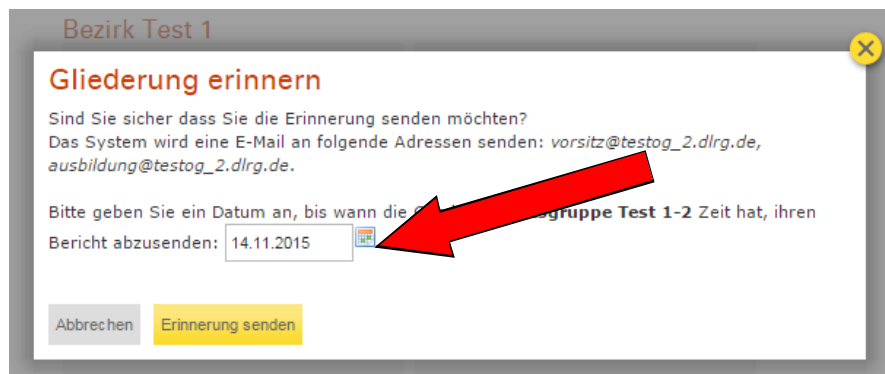 Bezirk Test 1
Gliederung erinnern
Sind Sie sicher dass Sie die Erinnerung senden möchten?
Das System wird eine E-Mail an folgende Adressen senden: vorsitz@testog_2.dlrg.de,
ausbildung@testog_2.dlrg.de.
Bitte geben Sie ein Datum an, bis wann die Test 1-2 Zeit hat, ihren
Bericht abzusenden: 14.11.2015
Abbrechen Erinnerung senden